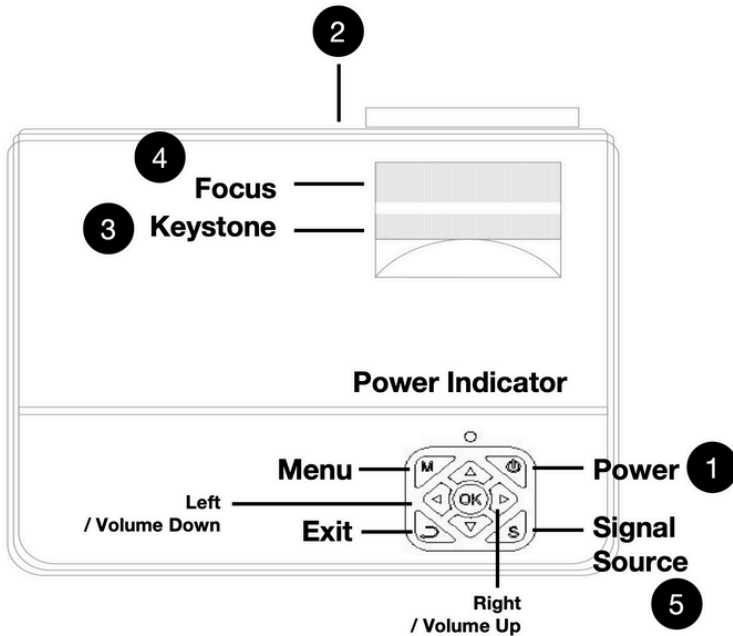 2
4
Focus
3 Keystone
Power Indicator
M
Menu
Power 1
Left
/ Volume Down
OK
Exit
S
Signal
Source
5
Right
/ Volume Up